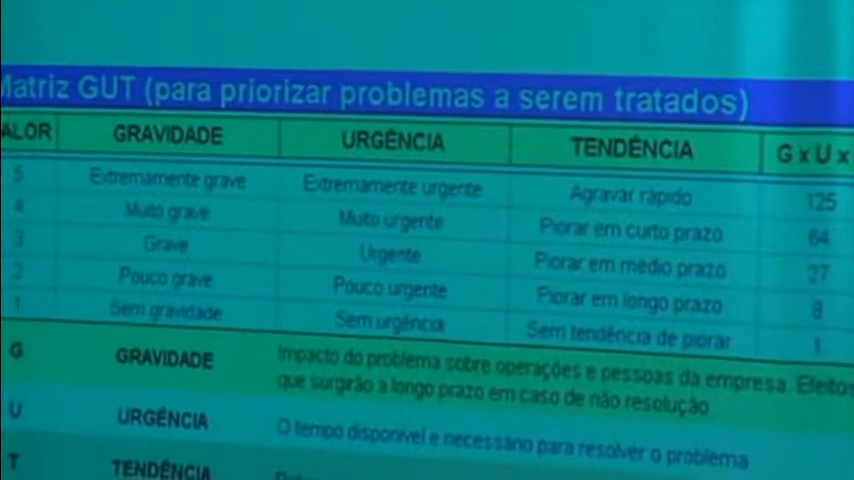 Matriz GUT (para priorizar problemas a serem tratados)
ALOR GRAVIDADE URGÊNCIA TENDÊNCIA G x U x
5 Extremamente grave Extremamente urgente Agravar rápido 125
4 Muito grave Muito urgente Piorar em curto prazo 64
3 Grave Urgente Piorar em médio prazo 27
2 Pouco grave Pouco urgente Piorar em longo prazo 8
1 Sem gravidade Sem urgência Sem tendência de piorar 1
G GRAVIDADE Impacto do problema sobre operações e pessoas da empresa. Efeitos
que surgirão a longo prazo em caso de não resolução
U URGÊNCIA O tempo disponível e necessário para resolver o problema
T TENDÊNCIA